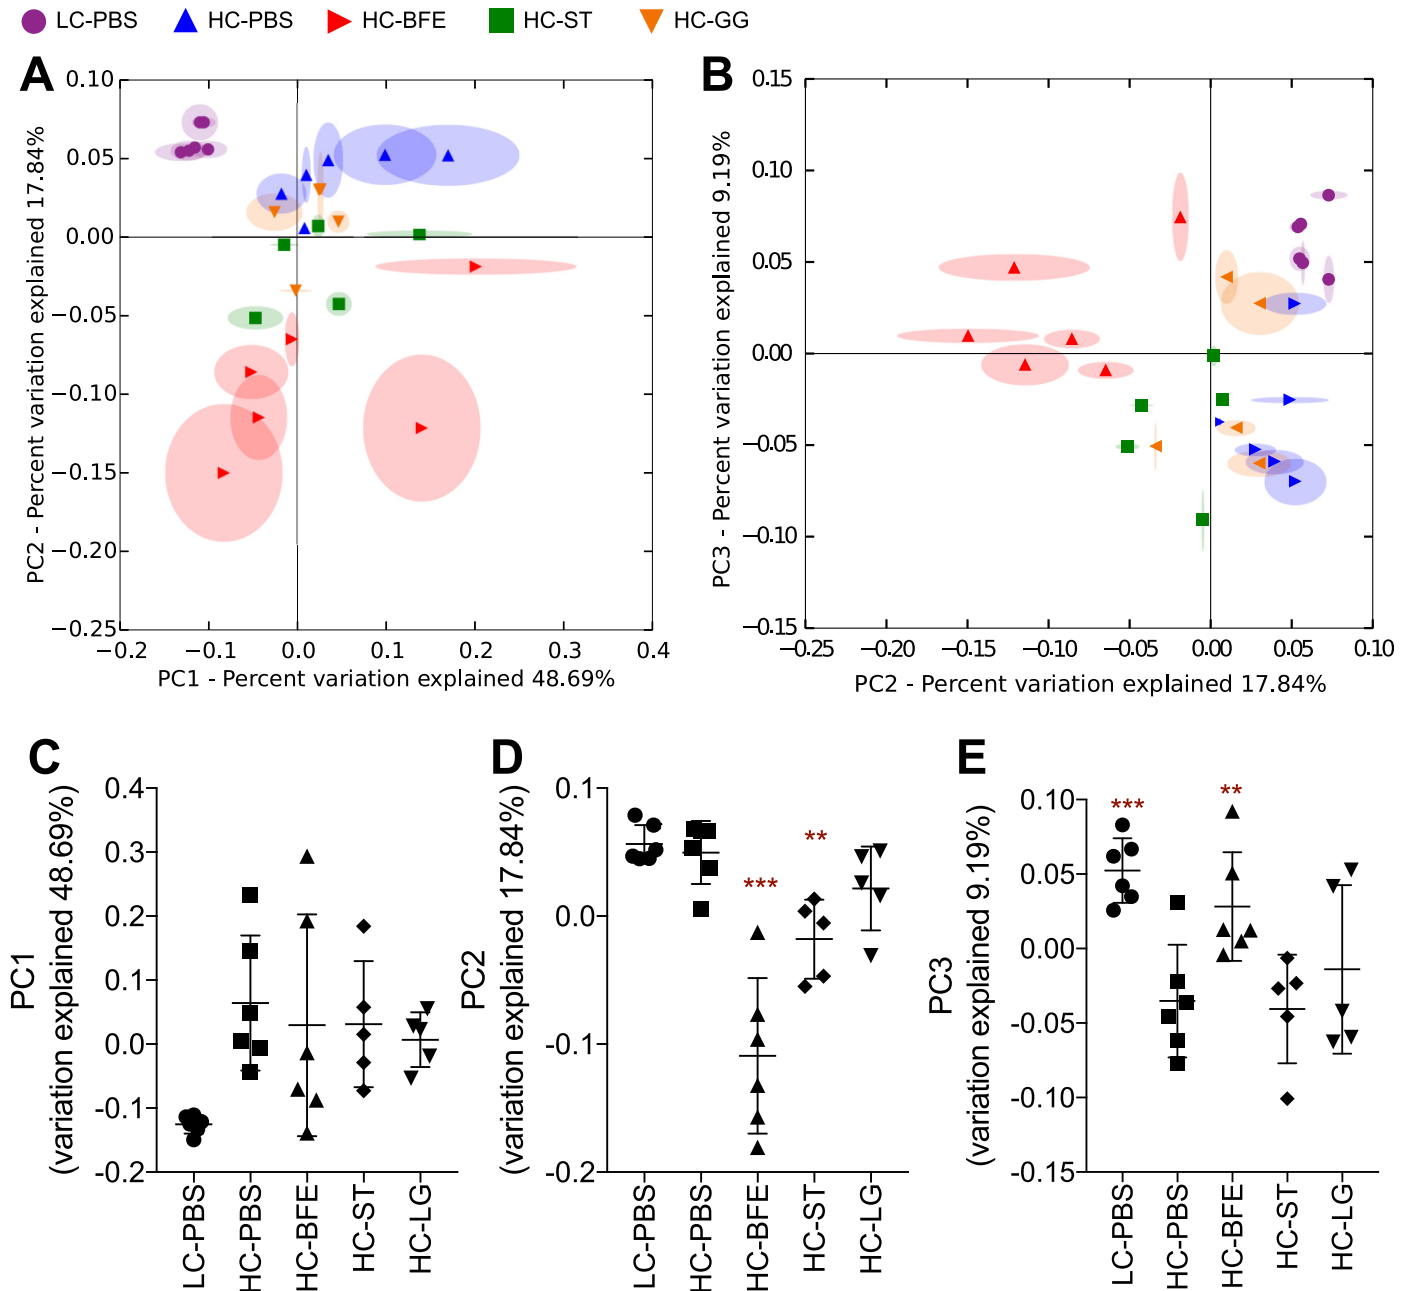 LC-PBS HC-PBS HC-BFE HC-ST HC-GG
A
PC2 - Percent variation explained 17.84%
0.10
0.05
0.00
−0.05
−0.10
−0.15
−0.20
−0.25
−0.2 −0.1 0.0 0.1 0.2 0.3 0.4
PC1 - Percent variation explained 48.69%
B
PC3 - Percent variation explained 9.19%
0.15
0.10
0.05
0.00
−0.05
−0.10
−0.15
−0.25 −0.20 −0.15 −0.10 −0.05 0.00 0.05 0.10
PC2 - Percent variation explained 17.84%
C
PC1
(variation explained 48.69%)
0.4
0.3
0.2
0.1
0.0
-0.1
-0.2
LC-PBS
HC-PBS
HC-BFE
HC-ST
HC-LG
D
PC2
(variation explained 17.84%)
0.1
0.0
-0.1
-0.2
***
**
LC-PBS
HC-PBS
HC-BFE
HC-ST
HC-LG
E
PC3
(variation explained 9.19%)
0.10
0.05
0.00
-0.05
-0.10
-0.15
***
**
LC-PBS
HC-PBS
HC-BFE
HC-ST
HC-LG